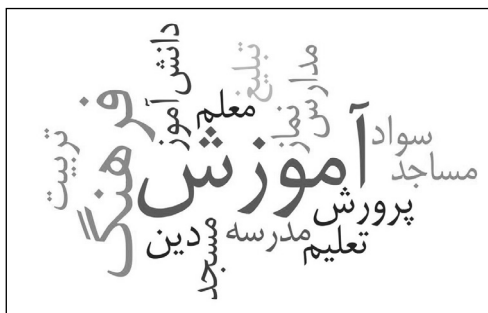 دانش آموز
تبلیغ
مدارس
معلم
نماز
فرهنگ
تربیت
آموزش
سواد
مساجد
پرورش
مدرسه
تعلیم
دین
مسجد